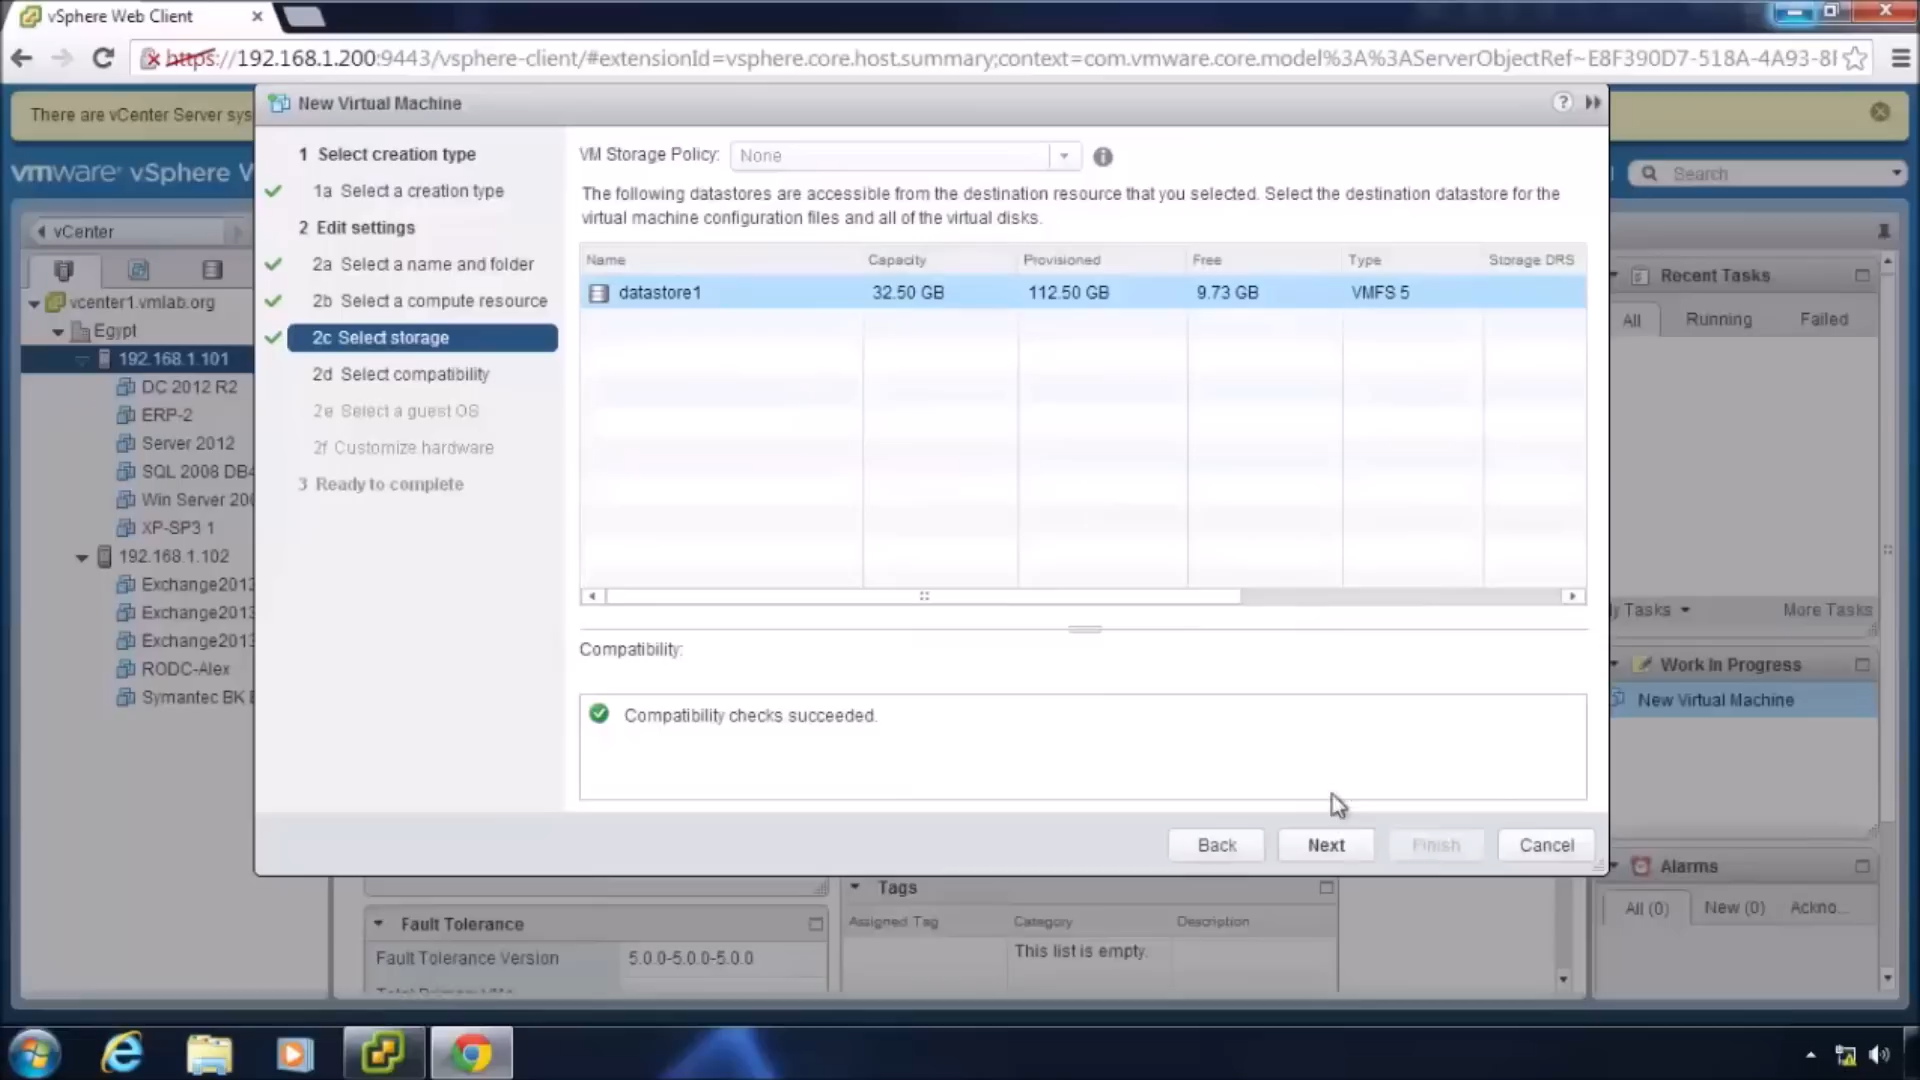 vSphere Web Client
https://192.168.1.200:9443/vsphere-client/#extensionId=vsphere.core.host.summary;context=com.vmware.core.model%3A%3AServerObjectRef~E8F390D7-518A-4A93-8
There are vCenter Server sys
vmware vSphere W
Search
New Virtual Machine
1 Select creation type
1a Select a creation type
2 Edit settings
2a Select a name and folder
2b Select a compute resource
2c Select storage
2d Select compatibility
2e Select a guest OS
2f Customize hardware
3 Ready to complete
VM Storage Policy: None
The following datastores are accessible from the destination resource that you selected. Select the destination datastore for the
virtual machine configuration files and all of the virtual disks.
Name Capacity Provisioned Free Type Storage DRS
datastore1 32.50 GB 112.50 GB 9.73 GB VMFS 5
Compatibility:
Compatibility checks succeeded.
Back Next Finish Cancel
vCenter
vcenter1.vmlab.org
Egypt
192.168.1.101
DC 2012 R2
ERP-2
Server 2012
SQL 2008 DB
Win Server 200
XP-SP3 1
192.168.1.102
Exchange2013
Exchange2013
Exchange2013
RODC-Alex
Symantec BK
Recent Tasks
All Running Failed
Tasks More Tasks
Work In Progress
New Virtual Machine
Alarms
All (0) New (0) Ackno...
Fault Tolerance
Fault Tolerance Version 5.0.0-5.0.0-5.0.0
Tags
Assigned Tag Category Description
This list is empty.